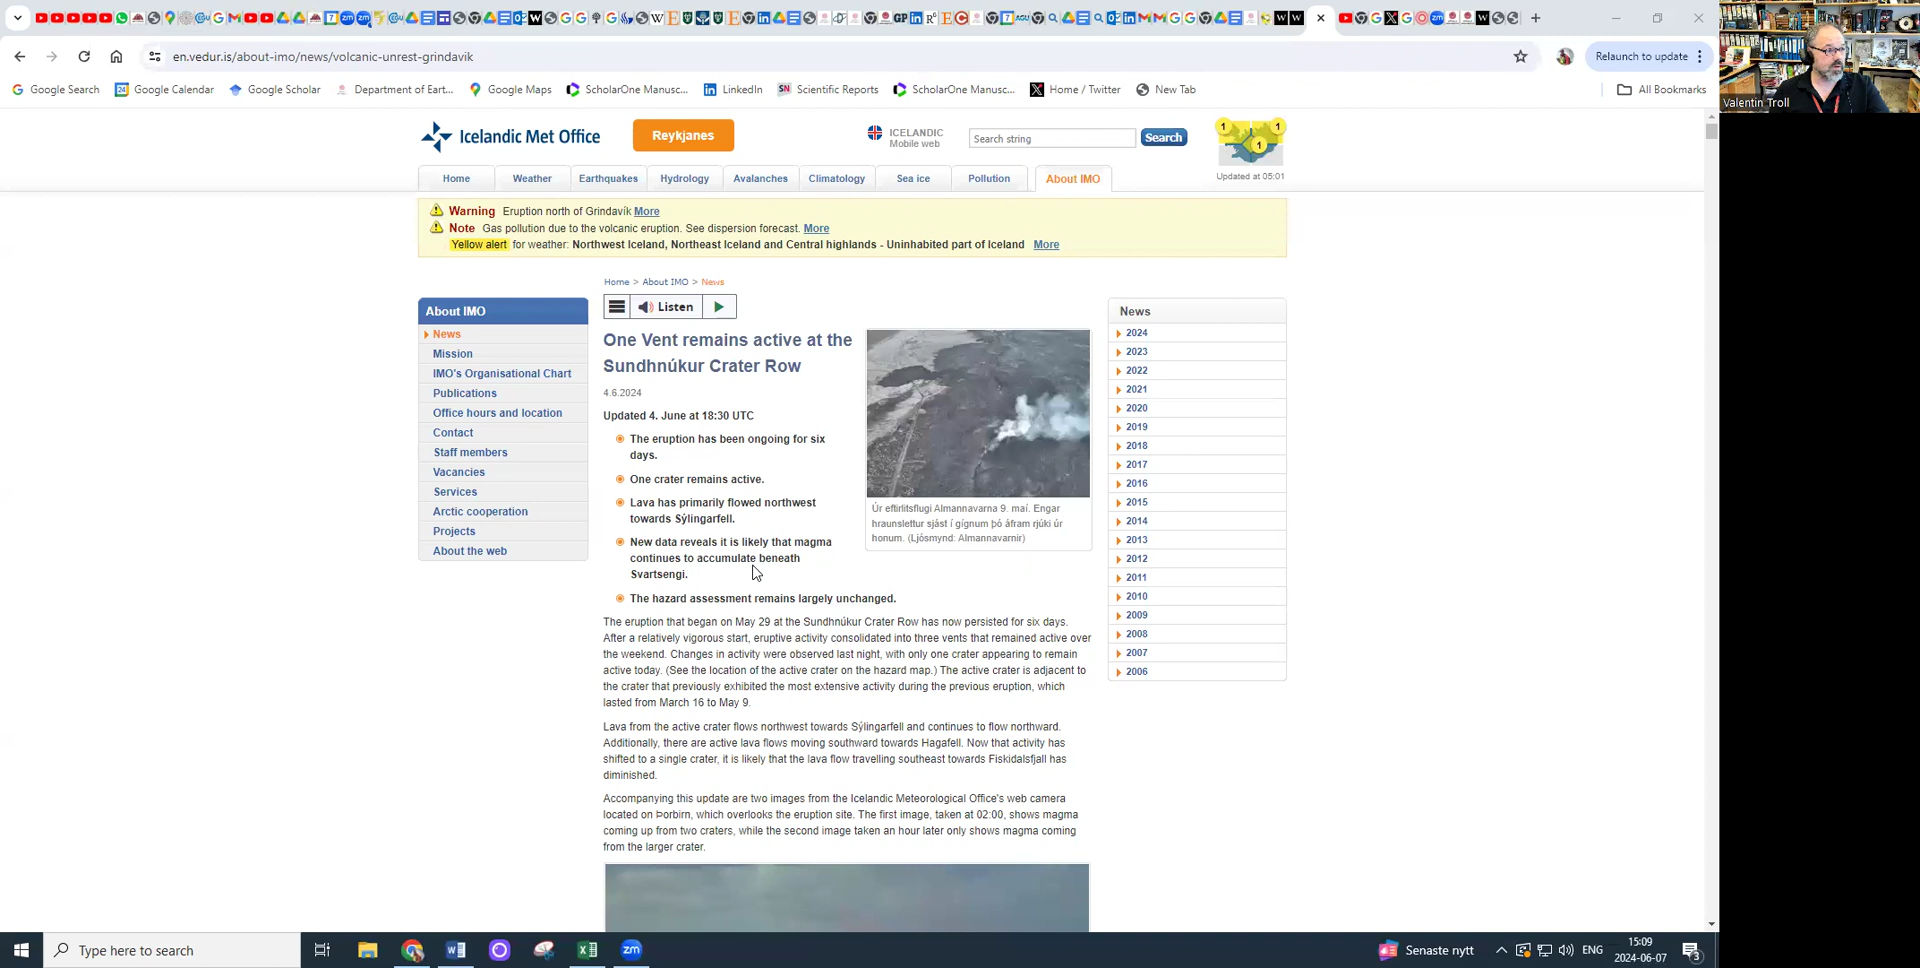 en.vedur.is/about-imo/news/volcanic-unrest-grindavik
Relaunch to update
Google Search
Google Calendar
Google Scholar
Department of Eart...
Google Maps
ScholarOne Manusc...
LinkedIn
Scientific Reports
ScholarOne Manusc...
Home / Twitter
New Tab
All Bookmarks
Valentin Troll
Icelandic Met Office
Reykjanes
ICELANDIC
Mobile web
Search string
Search
1 1
1
Updated at 05:01
Home Weather Earthquakes Hydrology Avalanches Climatology Sea ice Pollution About IMO
Warning Eruption north of Grindavík More
Note Gas pollution due to the volcanic eruption. See dispersion forecast. More
Yellow alert for weather: Northwest Iceland, Northeast Iceland and Central highlands - Uninhabited part of Iceland More
Home > About IMO > News
Listen
About IMO
News
Mission
IMO's Organisational Chart
Publications
Office hours and location
Contact
Staff members
Vacancies
Services
Arctic cooperation
Projects
About the web
One Vent remains active at the
Sundhnúkur Crater Row
4.6.2024
Updated 4. June at 18:30 UTC
The eruption has been ongoing for six
days.
One crater remains active.
Lava has primarily flowed northwest
towards Sýlingarfell.
New data reveals it is likely that magma
continues to accumulate beneath
Svartsengi.
The hazard assessment remains largely unchanged.
Úr eftirlitsflugi Almannavarna 9. maí. Engar
hraunslettur sjást í gígnum þó áfram rjúki úr
honum. (Ljósmynd: Almannavarnir)
The eruption that began on May 29 at the Sundhnúkur Crater Row has now persisted for six days.
After a relatively vigorous start, eruptive activity consolidated into three vents that remained active over
the weekend. Changes in activity were observed last night, with only one crater appearing to remain
active today. (See the location of the active crater on the hazard map.) The active crater is adjacent to
the crater that previously exhibited the most extensive activity during the previous eruption, which
lasted from March 16 to May 9.
Lava from the active crater flows northwest towards Sýlingarfell and continues to flow northward.
Additionally, there are active lava flows moving southward towards Hagafell. Now that activity has
shifted to a single crater, it is likely that the lava flow travelling southeast towards Fiskidalsfjall has
diminished.
Accompanying this update are two images from the Icelandic Meteorological Office's web camera
located on Þorbirn, which overlooks the eruption site. The first image, taken at 02:00, shows magma
coming up from two craters, while the second image taken an hour later only shows magma coming
from the larger crater.
News
2024
2023
2022
2021
2020
2019
2018
2017
2016
2015
2014
2013
2012
2011
2010
2009
2008
2007
2006
Type here to search
zm
Senaste nytt
ENG
15:09
2024-06-07
3